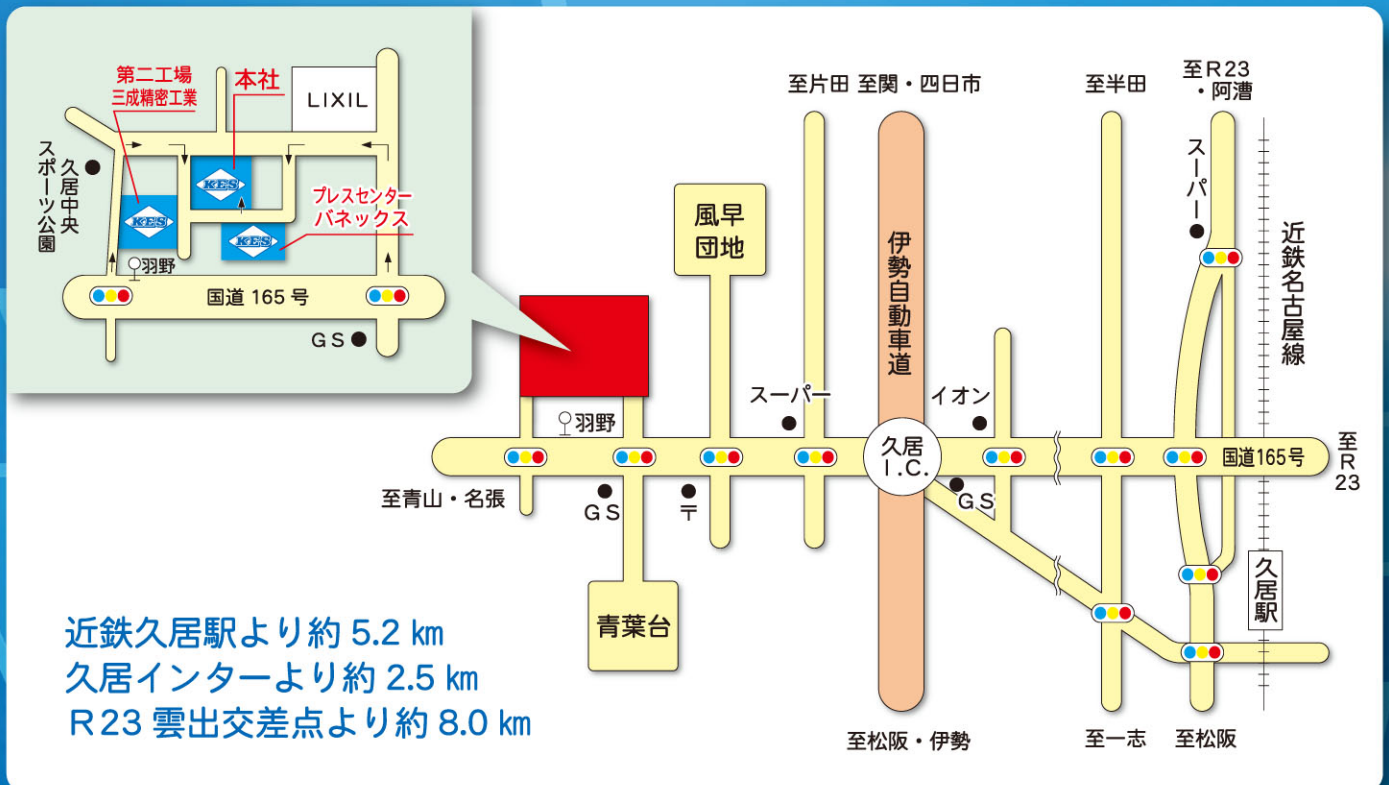 第二工場
三成精密工業
本社
LIXIL
久居中央
スポーツ公園
KES
KES
KES
プレスセンター
バネックス
羽野
国道165号
GS
至片田
至関・四日市
至半田
至R23
・阿漕
スーパー
近鉄名古屋線
風早
団地
伊勢自動車道
スーパー
イオン
羽野
久居
I.C.
国道165号
至R23
至青山・名張
GS
〒
GS
青葉台
久居駅
至松阪・伊勢
至一志
至松阪
近鉄久居駅より約 5.2 km
久居インターより約 2.5 km
R23 雲出交差点より約 8.0 km